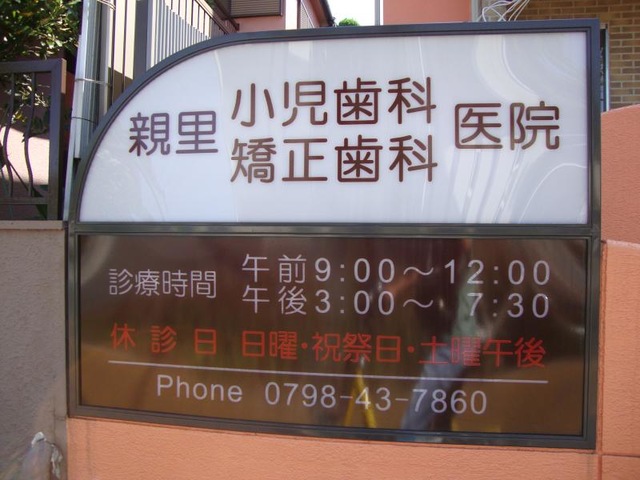 親里 小児歯科 医院
矯正歯科
診療時間 午前 9:00～12:00
午後 3:00～ 7:30
休診日 日曜・祝祭日・土曜午後
Phone 0798-43-7860